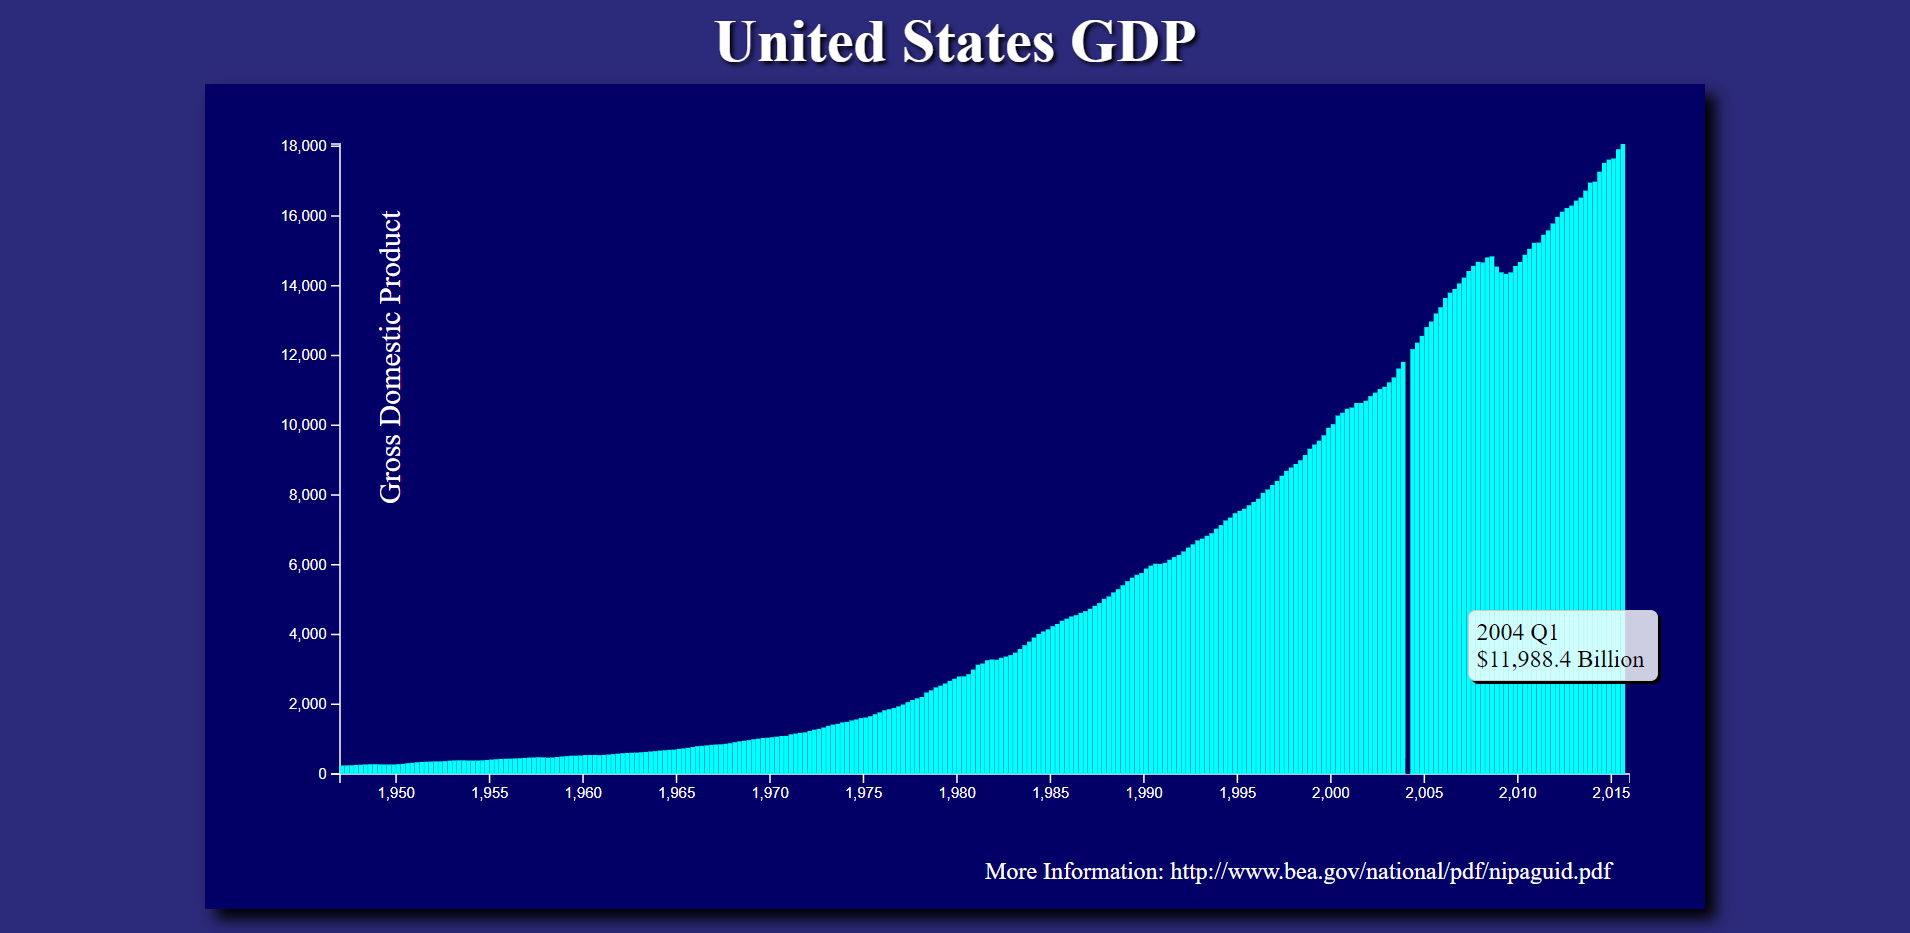 United States GDP
18,000
16,000
14,000
12,000
10,000
8,000
6,000
4,000
2,000
0
Gross Domestic Product
2004 Q1
$11,988.4 Billion
1,950 1,955 1,960 1,965 1,970 1,975 1,980 1,985 1,990 1,995 2,000 2,005 2,010 2,015
More Information: http://www.bea.gov/national/pdf/nipaguid.pdf